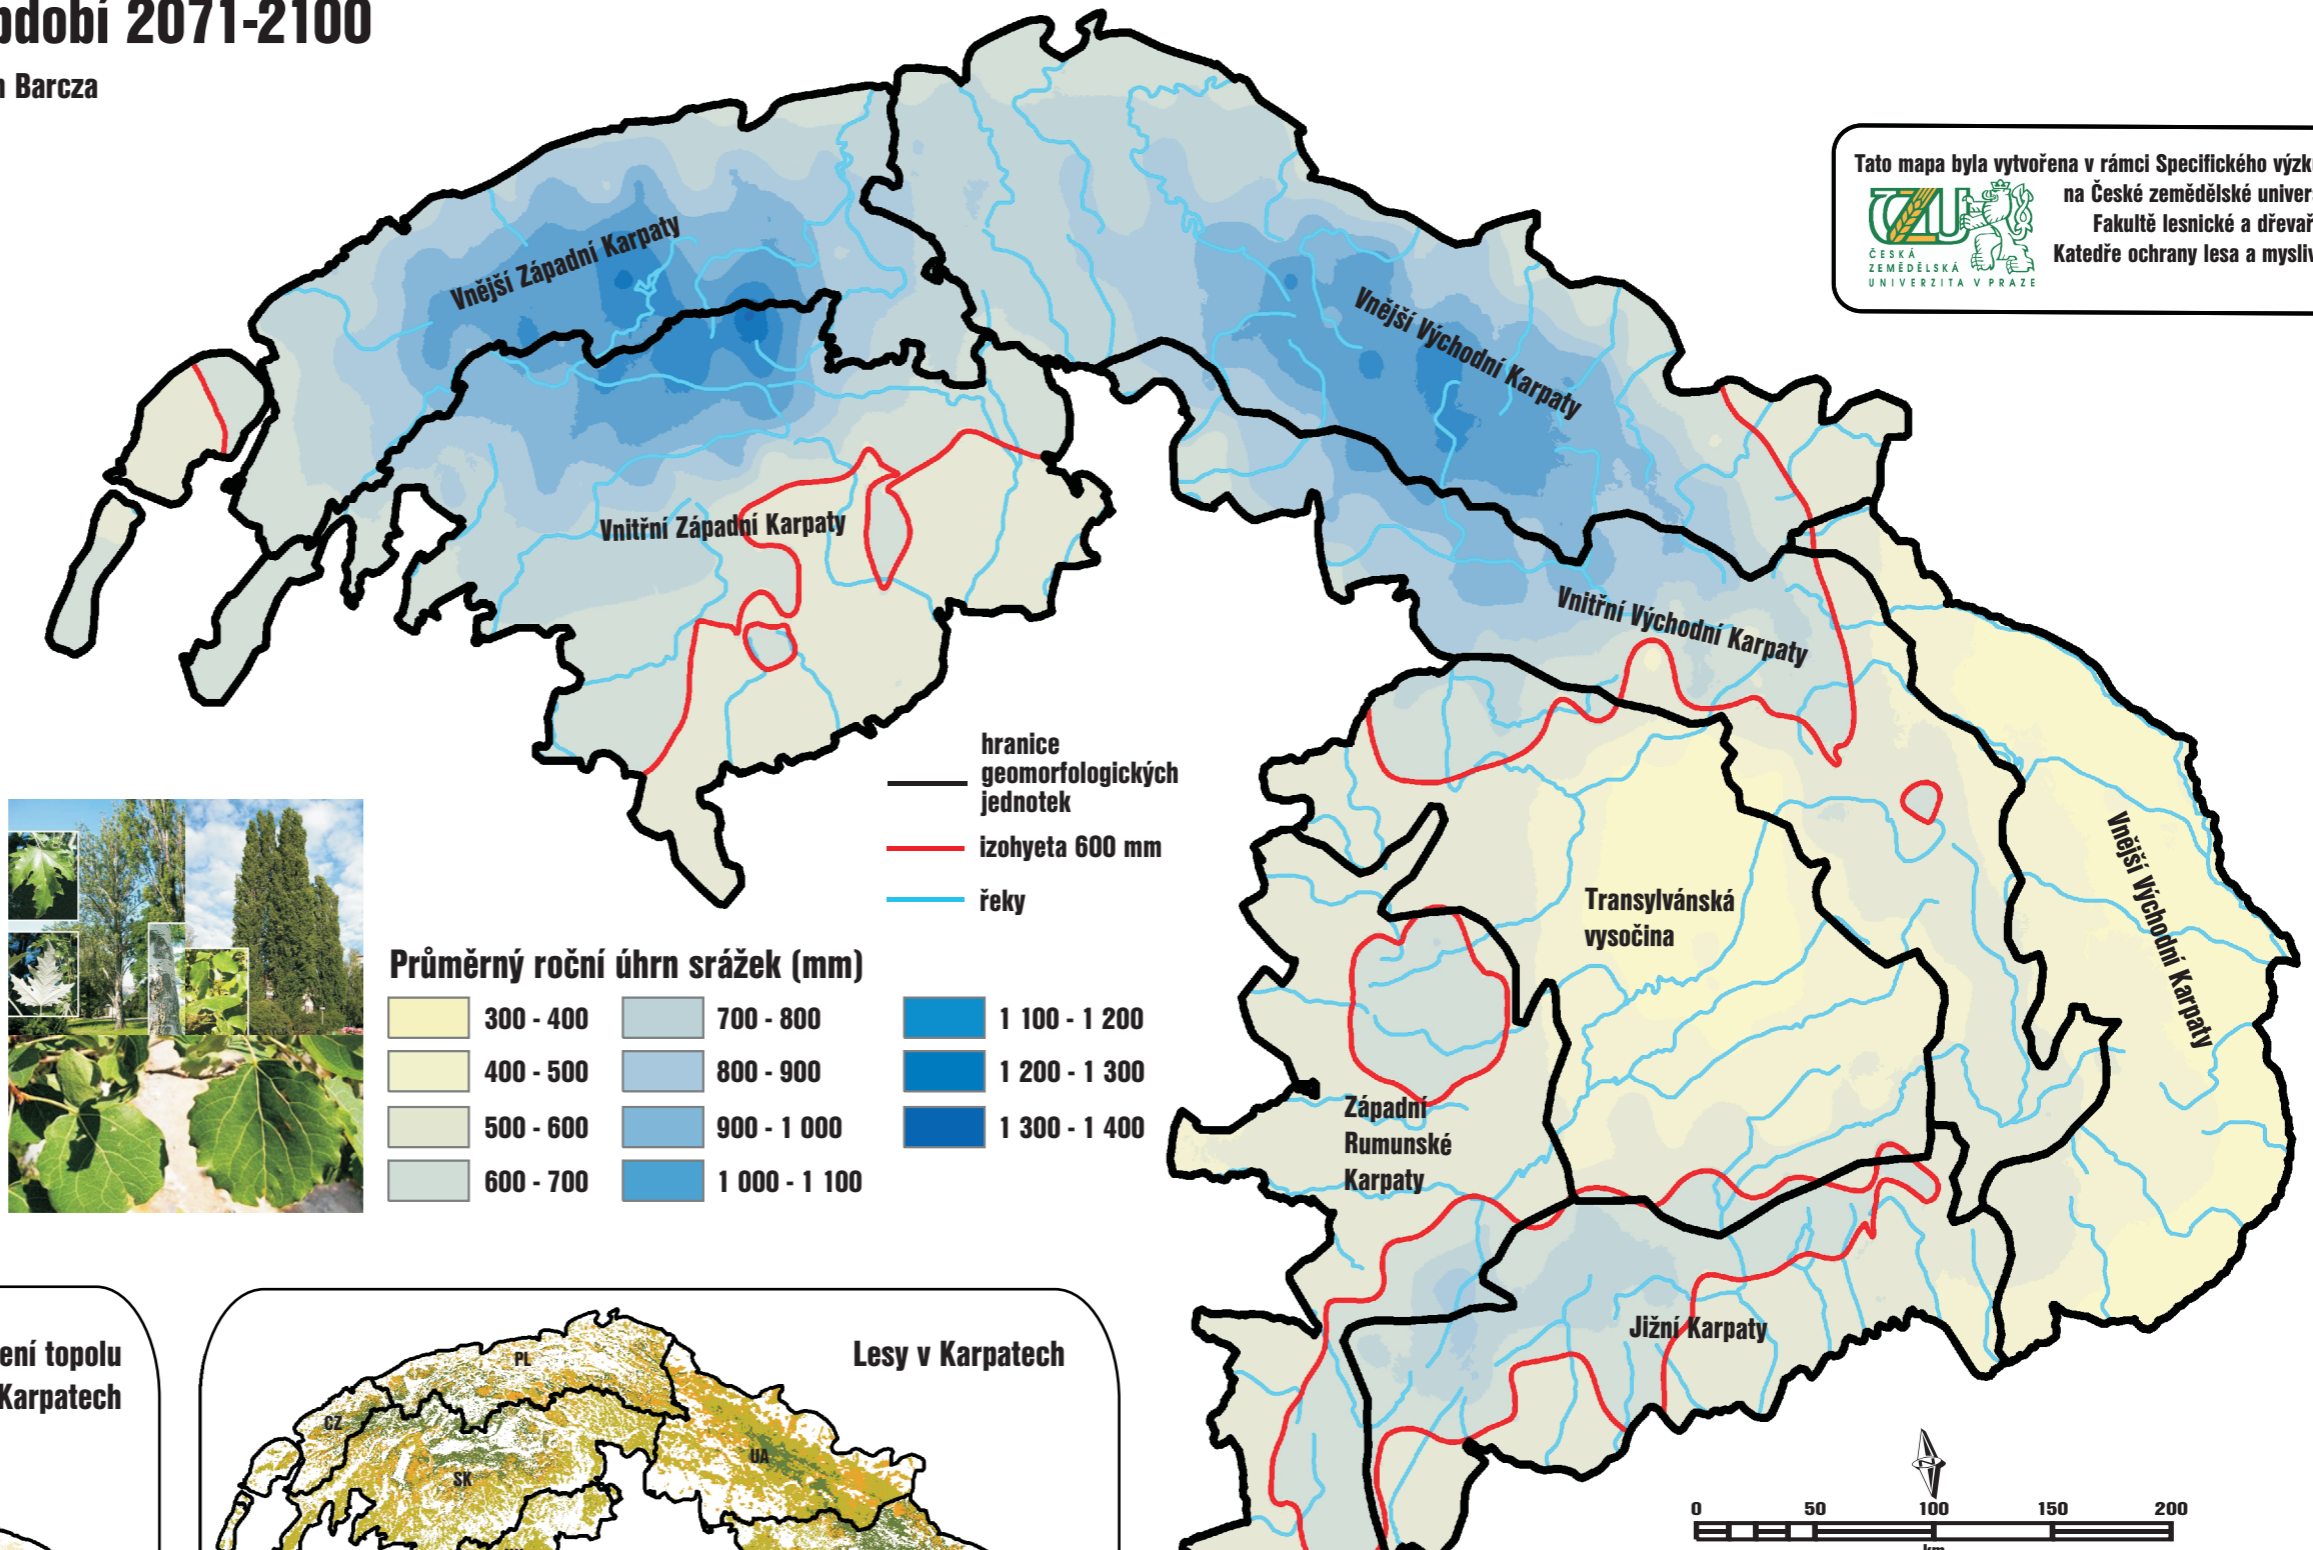 období 2071-2100
Barcza
Tato mapa byla vytvořena v rámci Specifického
na České zemědělské
Fakultě lesnické a
Katedře ochrany lesa a
ČZU
ČESKÁ
ZEMĚDĚLSKÁ
UNIVERZITA V PRAZE
Vnější Západní Karpaty
Vnější Východní Karpaty
Vnitřní Západní Karpaty
Vnitřní Východní Karpaty
Vnější Východní Karpaty
Transylvánská
vysočina
Západní
Rumunské
Karpaty
Jižní Karpaty
hranice
geomorfologických
jednotek
izohyeta 600 mm
řeky
Průměrný roční úhrn srážek (mm)
300 - 400
400 - 500
500 - 600
600 - 700
700 - 800
800 - 900
900 - 1 000
1 000 - 1 100
1 100 - 1 200
1 200 - 1 300
1 300 - 1 400
ení topolu
Karpatech
Lesy v Karpatech
PL
CZ
SK
UA
0 50 100 150 200
km